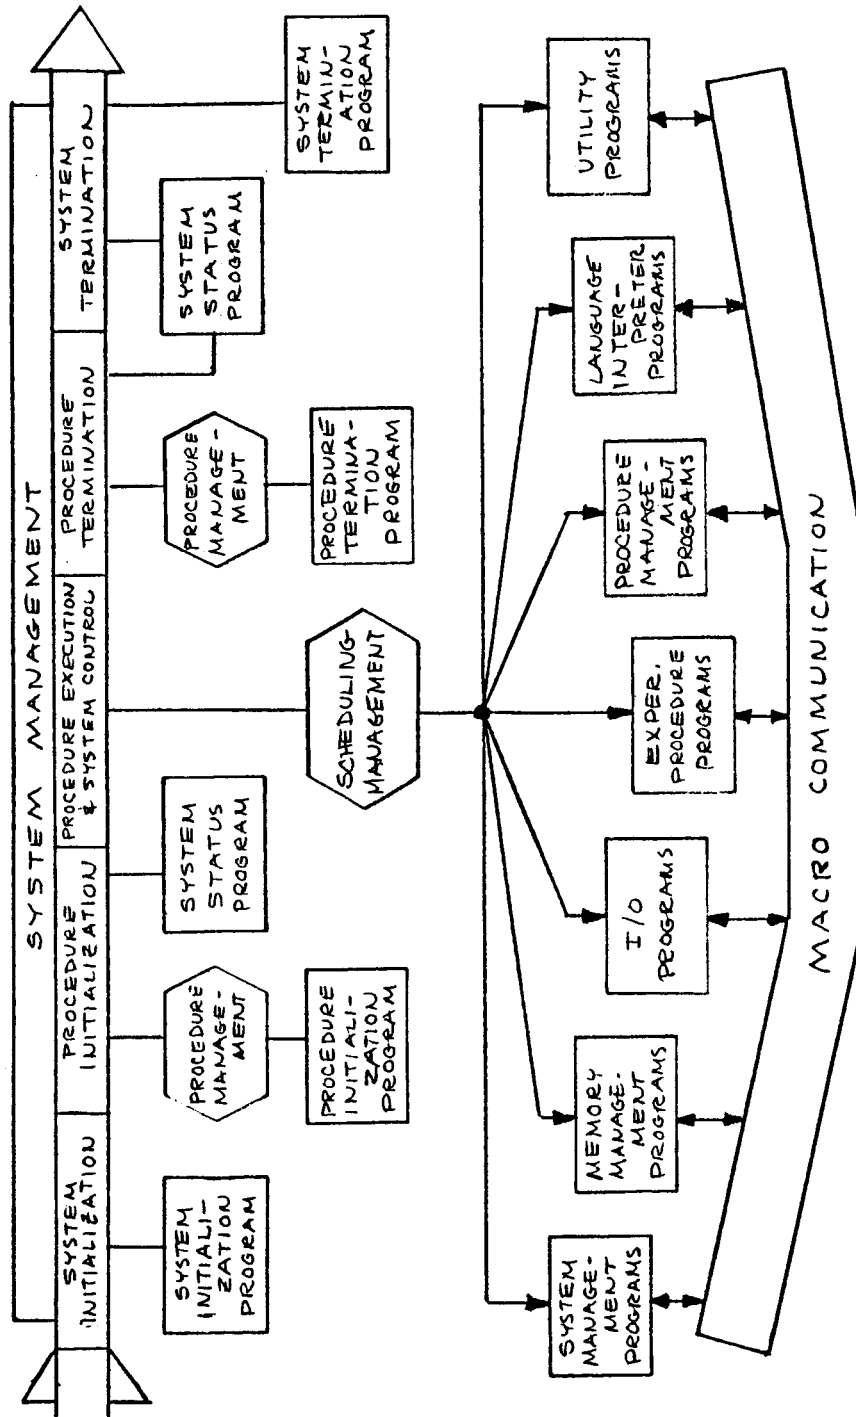 SYSTEM MANAGEMENT
SYSTEM
INITIALIZATION
PROCEDURE
INITIALIZATION
PROCEDURE EXECUTION
& SYSTEM CONTROL
PROCEDURE
TERMINATION
SYSTEM
TERMINATION
SYSTEM
INITIALI-
ZATION
PROGRAM
PROCEDURE
MANAGE-
MENT
PROCEDURE
INITIALI-
ZATION
PROGRAM
SYSTEM
STATUS
PROGRAM
SCHEDULING
MANAGEMENT
PROCEDURE
MANAGE-
MENT
PROCEDURE
TERMINA-
TION
PROGRAM
SYSTEM
STATUS
PROGRAM
SYSTEM
TERMIN-
ATION
PROGRAM
SYSTEM
MANAGE-
MENT
PROGRAMS
MEMORY
MANAGE-
MENT
PROGRAMS
I/O
PROGRAMS
EXPER.
PROCEDURE
PROGRAMS
PROCEDURE
MANAGE-
MENT
PROGRAMS
LANGUAGE
INTER-
PRETER
PROGRAMS
UTILITY
PROGRAMS
MACRO COMMUNICATION